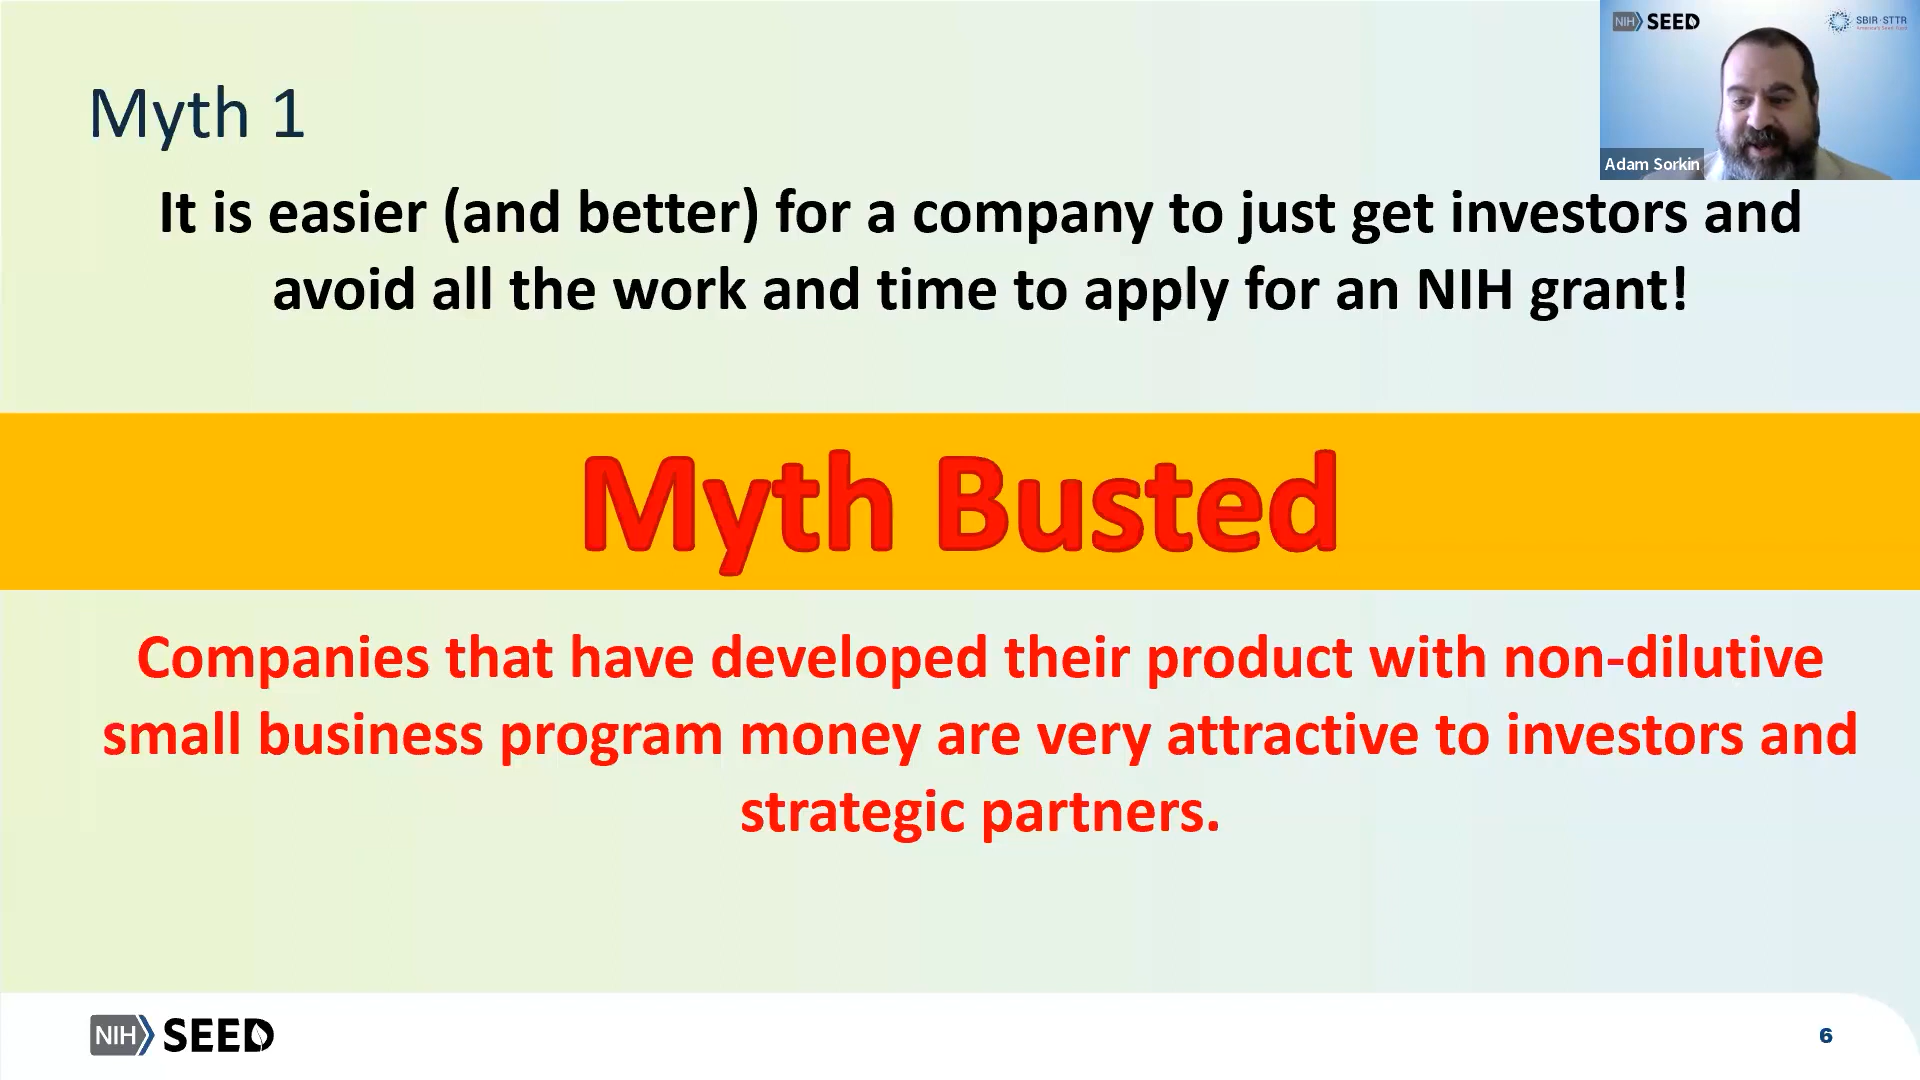 NIH SEED
SBIR·STTR
America's Seed Fund
Adam Sorkin
Myth 1
It is easier (and better) for a company to just get investors and
avoid all the work and time to apply for an NIH grant!
Myth Busted
Companies that have developed their product with non-dilutive
small business program money are very attractive to investors and
strategic partners.
NIH SEED
6